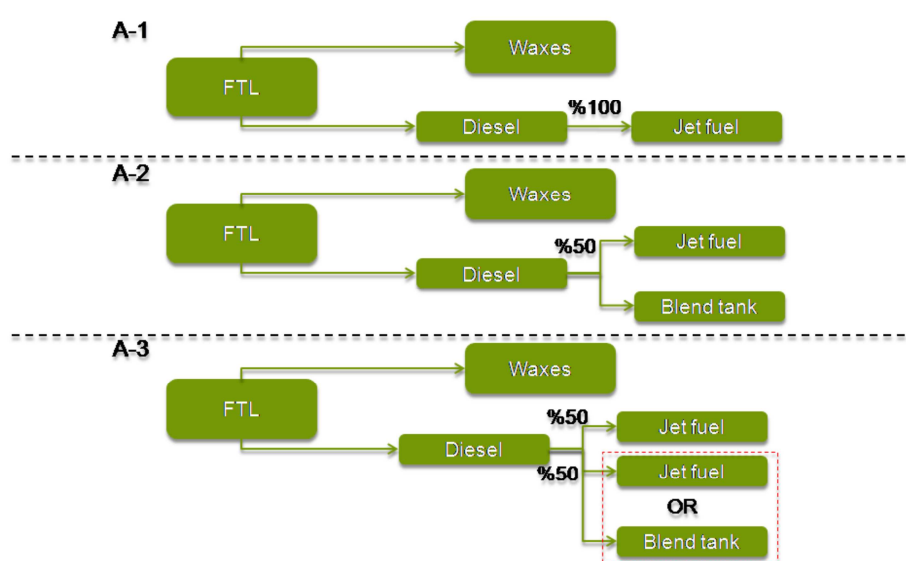 A-1
Waxes
FTL
%100
Diesel
Jet fuel
A-2
Waxes
FTL
%50
Jet fuel
Diesel
Blend tank
A-3
Waxes
FTL
%50
Jet fuel
Diesel
%50
Jet fuel
OR
Blend tank